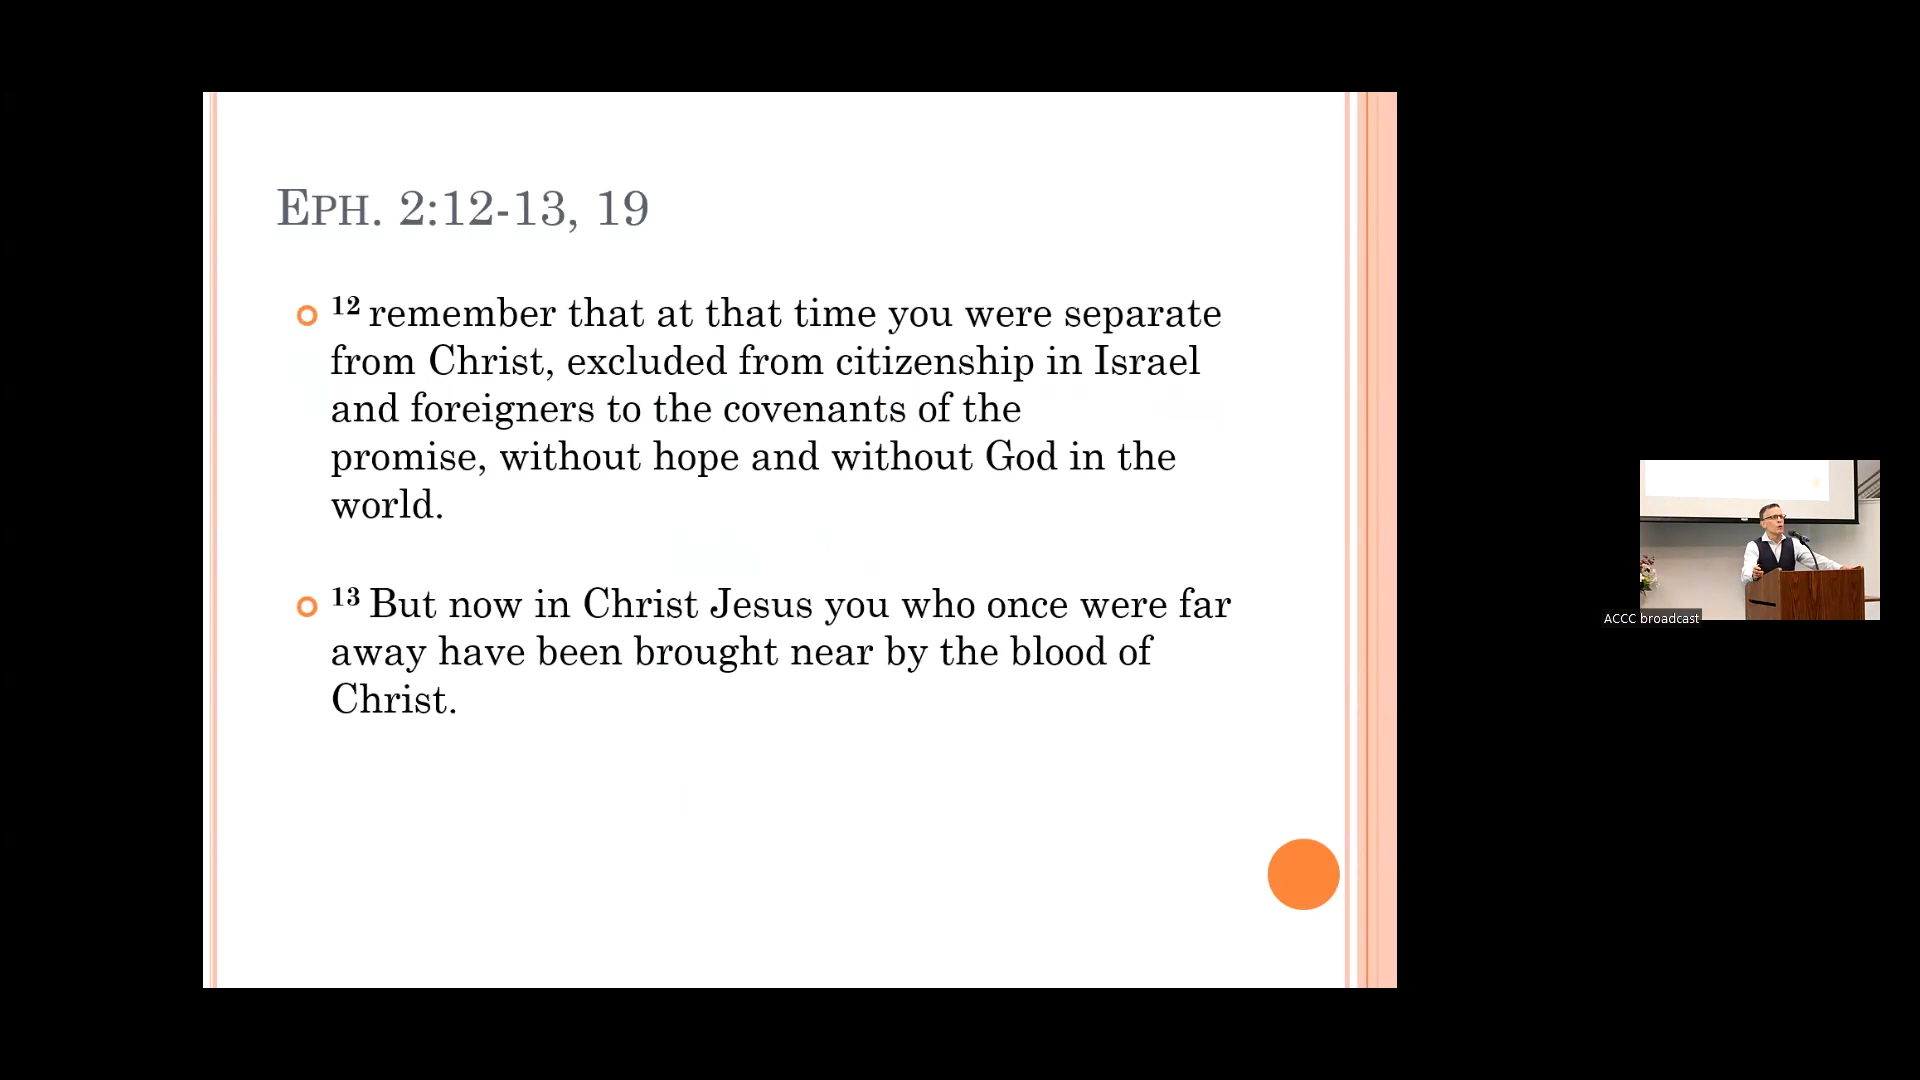 EPH. 2:12-13, 19
12 remember that at that time you were separate
from Christ, excluded from citizenship in Israel
and foreigners to the covenants of the
promise, without hope and without God in the
world.
13 But now in Christ Jesus you who once were far
away have been brought near by the blood of
Christ.
ACCC broadcast